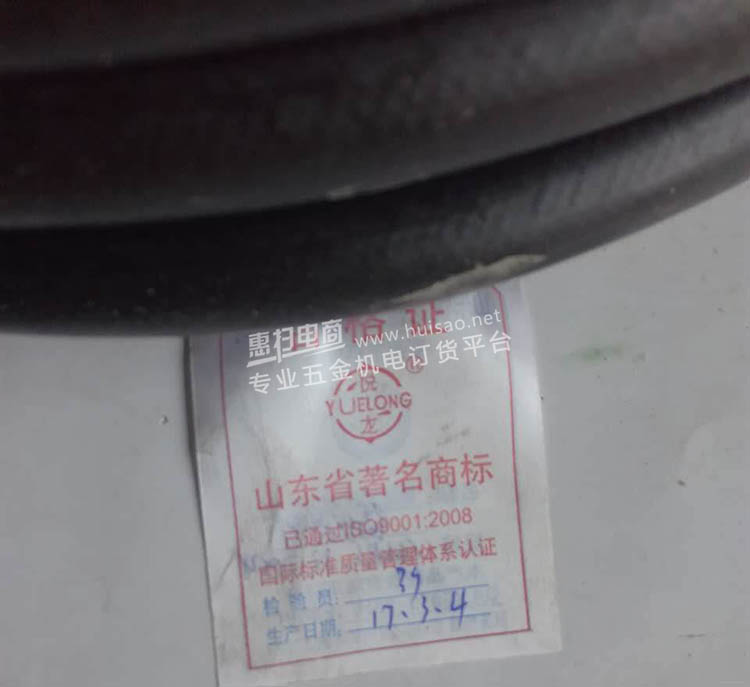 合格证
惠扫电商 www.huisao.net
专业五金机电订货平台
悦
YUELONG
龙
山东省著名商标
已通过ISO9001:2008
国际标准质量管理体系认证
检验员: 39
生产日期: 17.3.4